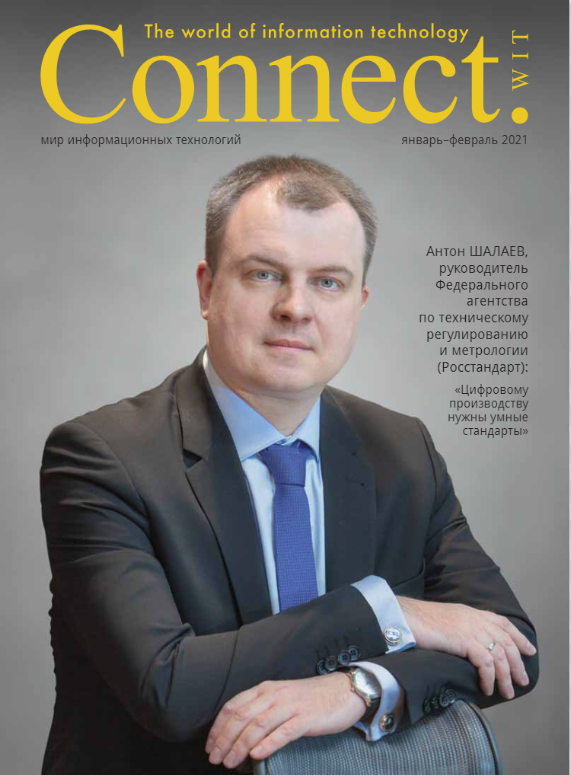 The world of information technology
Connect.
WIT
мир информационных технологий
январь–февраль 2021
Антон ШАЛАЕВ,
руководитель
Федерального
агентства
по техническому
регулированию
и метрологии
(Росстандарт):
«Цифровому
производству
нужны умные
стандарты»